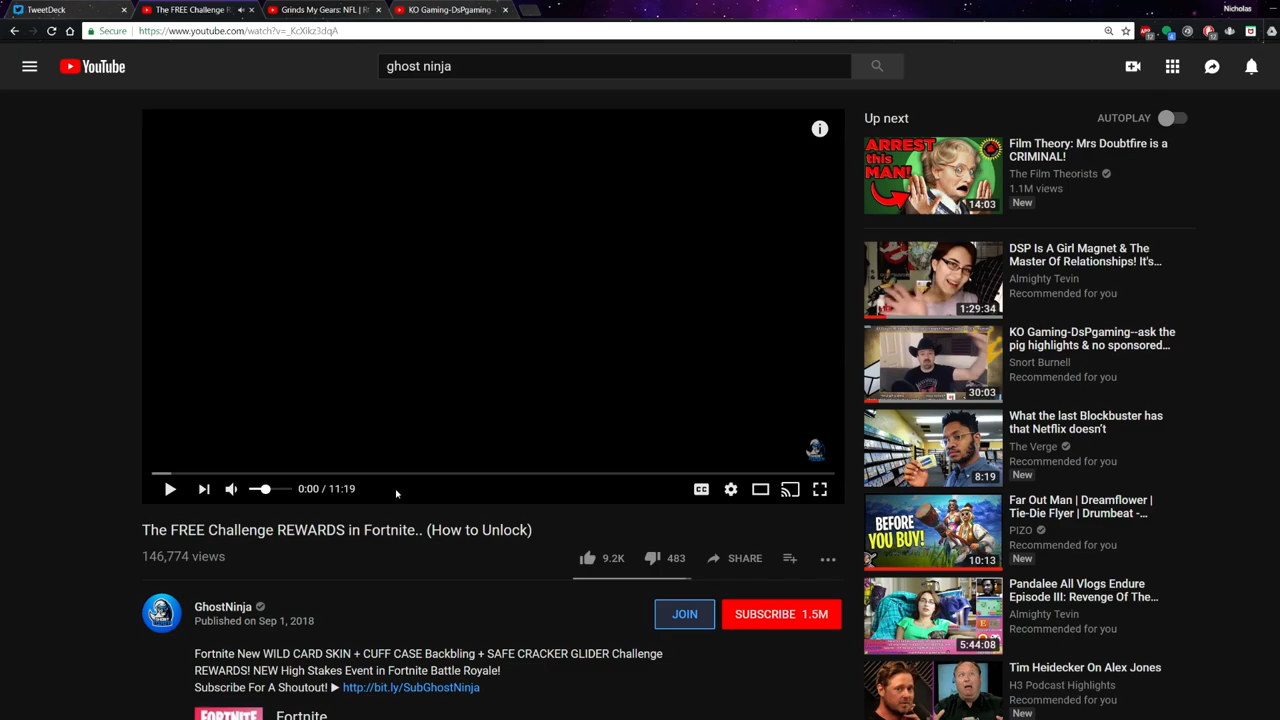 TweetDeck
The FREE Challenge R
Grinds My Gears: NFL | R
KO Gaming-DsPgaming--
Nicholas
Secure
https://www.youtube.com/watch?v=_KcXikz3dqA
YouTube
ghost ninja
0:00 / 11:19
CC
The FREE Challenge REWARDS in Fortnite.. (How to Unlock)
146,774 views
9.2K
483
SHARE
GhostNinja
Published on Sep 1, 2018
JOIN
SUBSCRIBE 1.5M
Fortnite New WILD CARD SKIN + CUFF CASE Backbling + SAFE CRACKER GLIDER Challenge
REWARDS! NEW High Stakes Event in Fortnite Battle Royale!
Subscribe For A Shoutout! ▶ http://bit.ly/SubGhostNinja
FORTNITE
Fortnite
Up next
AUTOPLAY
ARREST
this
MAN!
14:03
Film Theory: Mrs Doubtfire is a
CRIMINAL!
The Film Theorists
1.1M views
New
1:29:34
DSP Is A Girl Magnet & The
Master Of Relationships! It's...
Almighty Tevin
Recommended for you
30:03
KO Gaming-DsPgaming--ask the
pig highlights & no sponsored...
Snort Burnell
Recommended for you
8:19
What the last Blockbuster has
that Netflix doesn't
The Verge
Recommended for you
New
BEFORE
YOU BUY!
10:13
Far Out Man | Dreamflower |
Tie-Die Flyer | Drumbeat -...
PIZO
Recommended for you
New
5:44:08
Pandalee All Vlogs Endure
Episode III: Revenge Of The...
Almighty Tevin
Recommended for you
Tim Heidecker On Alex Jones
H3 Podcast Highlights
Recommended for you
New